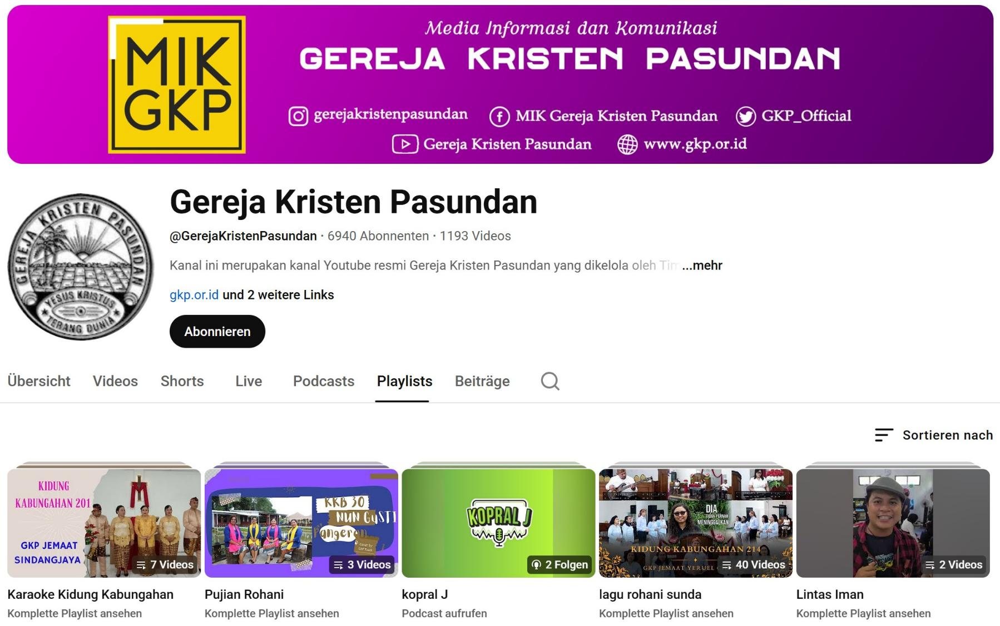 MIK
GKP
Media Informasi dan Komunikasi
GEREJA KRISTEN PASUNDAN
gerejakristenpasundan
MIK Gereja Kristen Pasundan
GKP_Official
Gereja Kristen Pasundan
www.gkp.or.id
GEREJA KRISTEN PASUNDAN
YESUS KRISTUS
TERANG DUNIA
Gereja Kristen Pasundan
@GerejaKristenPasundan · 6940 Abonnenten · 1193 Videos
Kanal ini merupakan kanal Youtube resmi Gereja Kristen Pasundan yang dikelola oleh Tim ...mehr
gkp.or.id und 2 weitere Links
Abonnieren
Übersicht Videos Shorts Live Podcasts Playlists Beiträge
Sortieren nach
KIDUNG
KABUNGAHAN 201
GKP JEMAAT
SINDANGJAYA
7 Videos
KKB 30
NUN GUSTI
Pangeran
cover by
3 Videos
KOPRAL J
2 Folgen
DIA
TIDAK PERNAH
MENINGGALKAN
KIDUNG KABUNGAHAN 214
GKP JEMAAT YERUEL
40 Videos
2 Videos
Karaoke Kidung Kabungahan
Komplette Playlist ansehen
Pujian Rohani
Komplette Playlist ansehen
kopral J
Podcast aufrufen
lagu rohani sunda
Komplette Playlist ansehen
Lintas Iman
Komplette Playlist ansehen